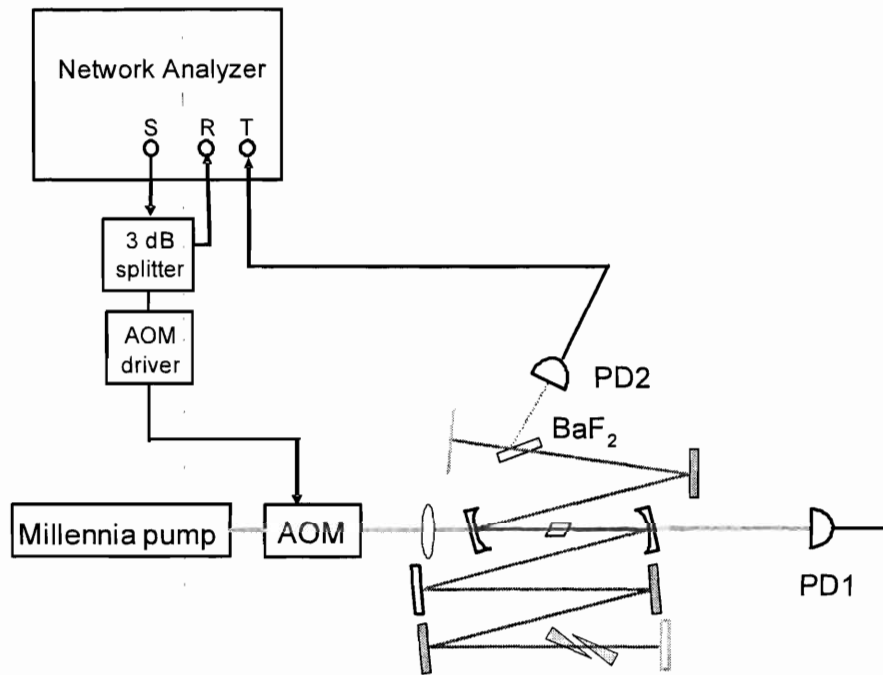 Network Analyzer
S R T
3 dB
splitter
AOM
driver
PD2
BaF₂
Millennia pump
AOM
PD1